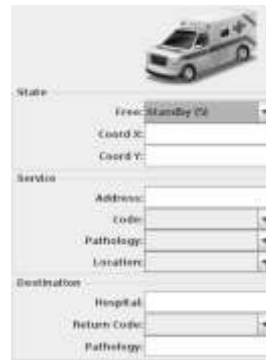 State
Free: Standby (S)
Coord X:
Coord Y:
Service
Address:
Code:
Pathology:
Location:
Destination
Hospital:
Return Code:
Pathology: